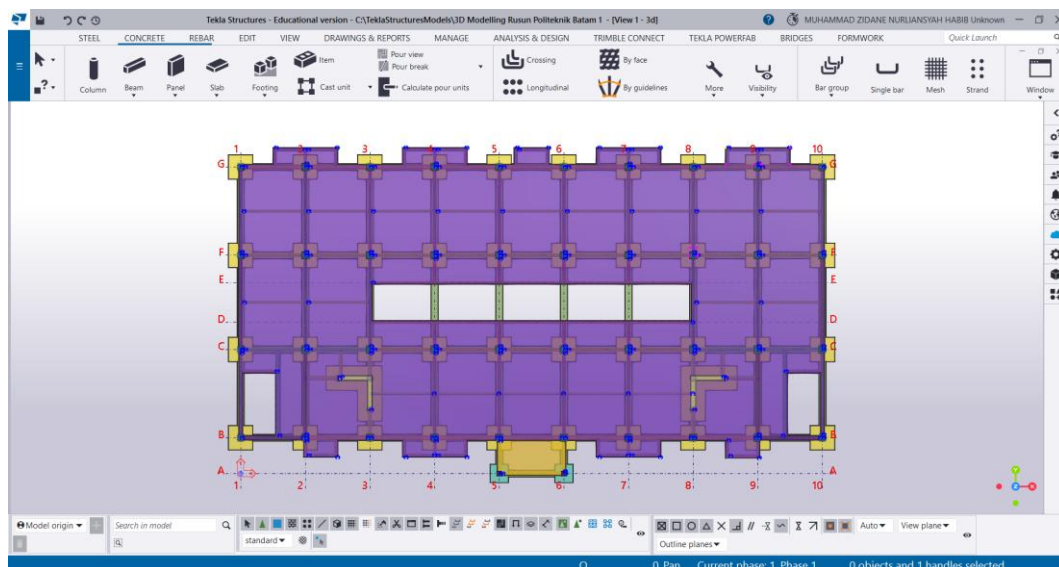 Tekla Structures - Educational version - C:\TeklaStructuresModels\3D Modelling Rusun Politeknik Batam 1 - [View 1 - 3d]
MUHAMMAD ZIDANE NURLIANSYAH HABIB Unknown
STEEL CONCRETE REBAR EDIT VIEW DRAWINGS & REPORTS MANAGE ANALYSIS & DESIGN TRIMBLE CONNECT TEKLA POWERFAB BRIDGES FORMWORK Quick Launch
Item Pour view Crossing By face
Pour break
Column Beam Panel Slab Footing Cast unit Calculate pour units Longitudinal By guidelines More Visibility Bar group Single bar Mesh Strand Window
1 2 3 4 5 6 7 8 9 10
G G
F F
E E
D D
C C
B B
A A
1 2 3 4 5 6 7 8 9 10
Model origin Search in model Auto View plane
standard Outline planes
O 0 Pan Current phase: 1, Phase 1 0 objects and 1 handles selected